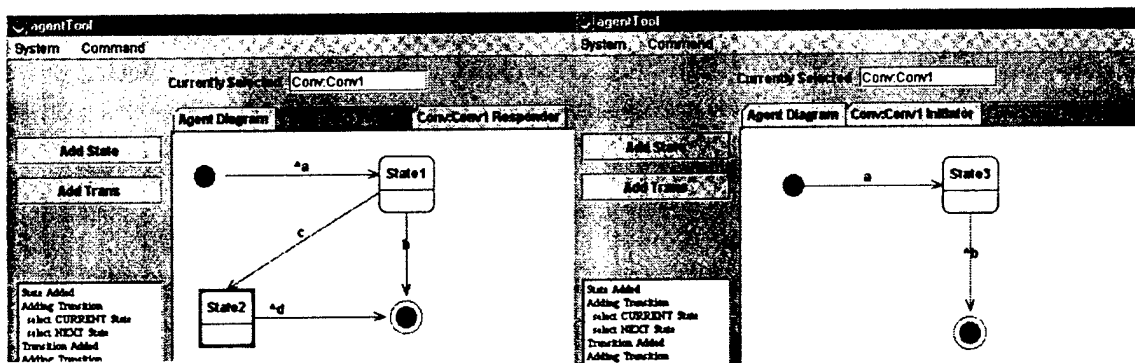 agentTool
System Command
Currently Selected Conv:Conv1
Agent Diagram Conv:Conv1 Responder
Add State
Add Trans
^a
State1
c
b
State2
^d
State Added
Adding Transition
select CURRENT State
select NEXT State
Transition Added
Adding Transition
agentTool
System Command
Currently Selected Conv:Conv1
Agent Diagram Conv:Conv1 Initiator
Add State
Add Trans
a
State3
^b
State Added
Adding Transition
select CURRENT State
select NEXT State
Transition Added
Adding Transition